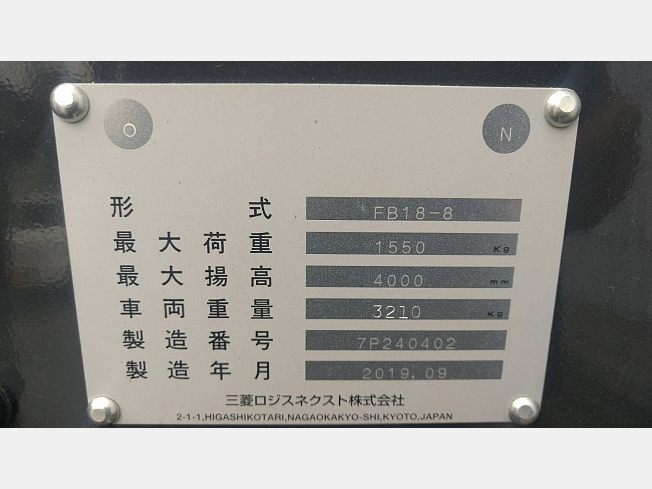 O N
形式 FB18-8
最大荷重 1550 Kg
最大揚高 4000 mm
車両重量 3210 Kg
製造番号 7P240402
製造年月 2019.09
三菱ロジスネクスト株式会社
2-1-1,HIGASHIKOTARI,NAGAOKAKYO-SHI,KYOTO,JAPAN